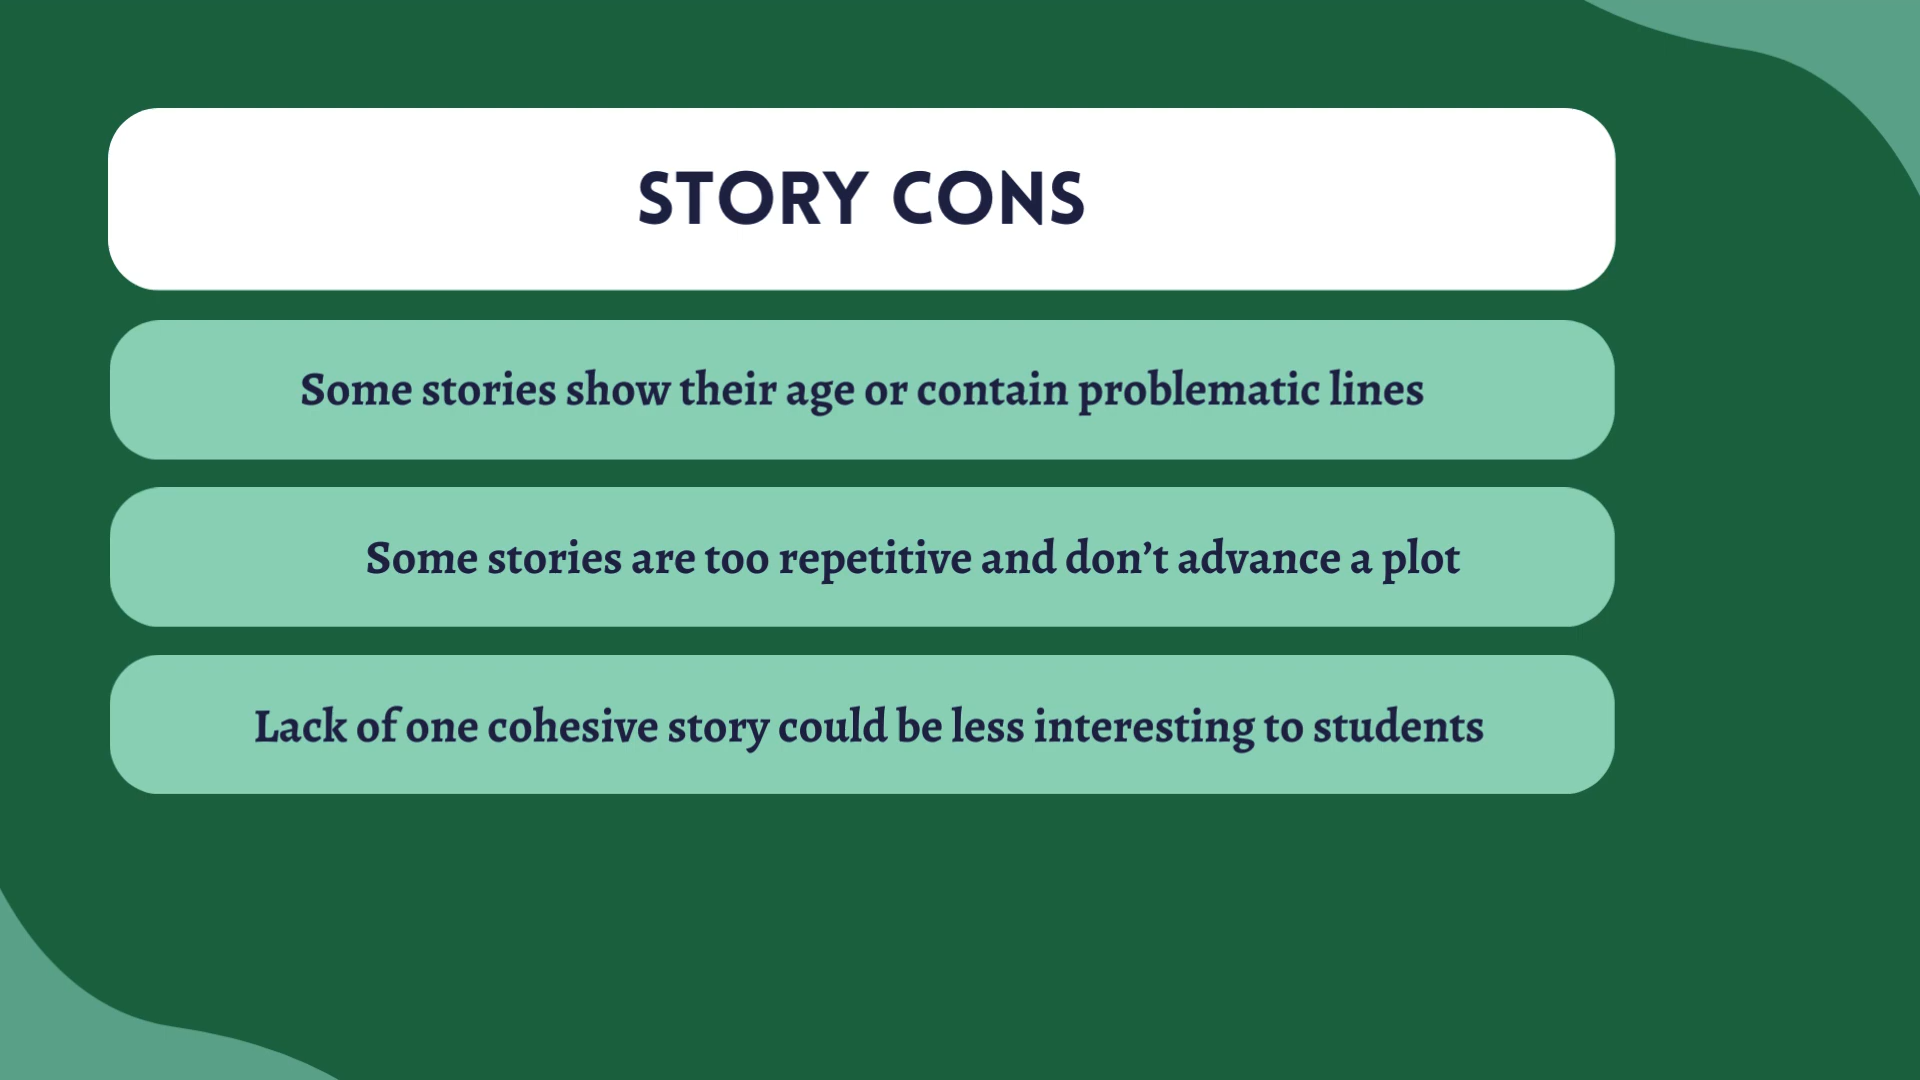 STORY CONS
Some stories show their age or contain problematic lines
Some stories are too repetitive and don’t advance a plot
Lack of one cohesive story could be less interesting to students